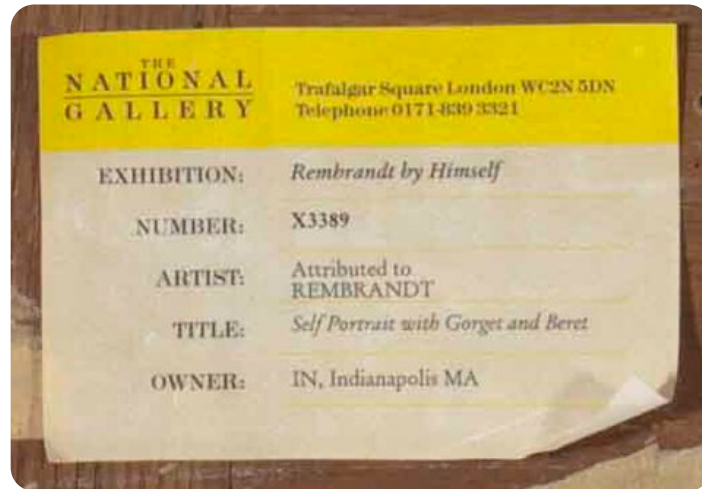 THE
NATIONAL
GALLERY
Trafalgar Square London WC2N 5DN
Telephone 0171-839 3321
EXHIBITION: Rembrandt by Himself
NUMBER: X3389
ARTIST: Attributed to
REMBRANDT
TITLE: Self Portrait with Gorget and Beret
OWNER: IN, Indianapolis MA